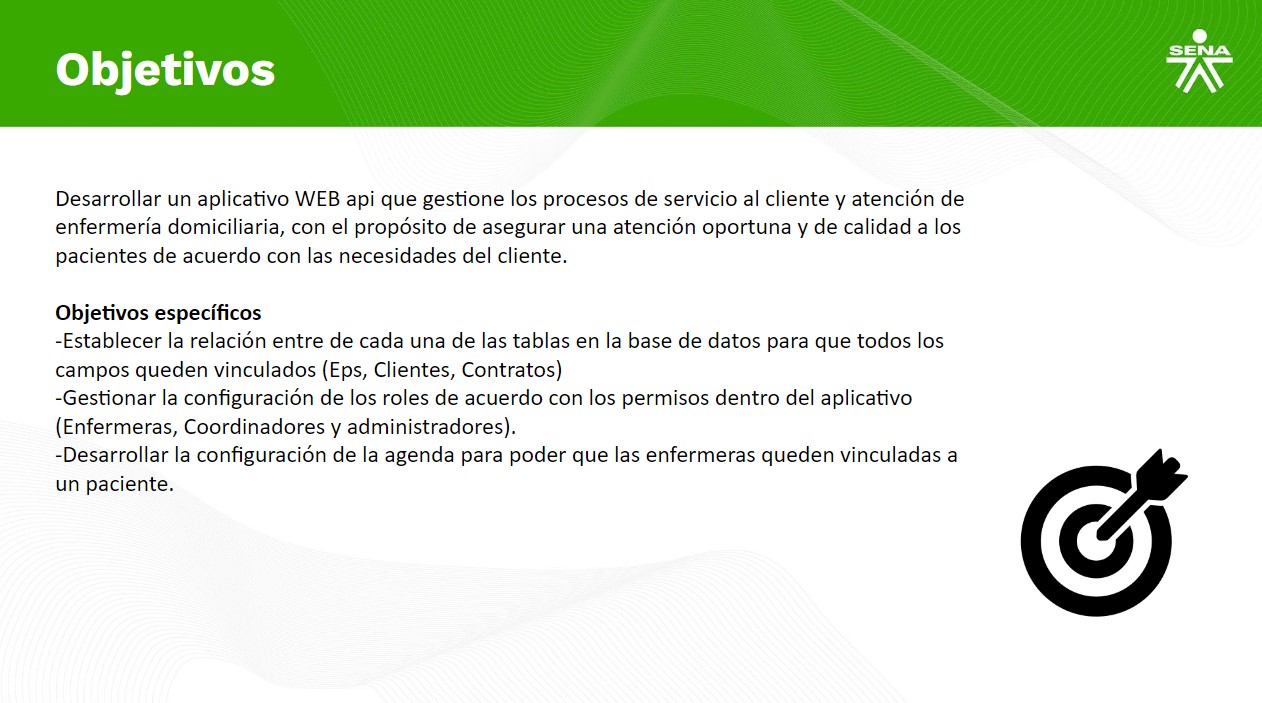 Objetivos
SENA
Desarrollar un aplicativo WEB api que gestione los procesos de servicio al cliente y atención de
enfermería domiciliaria, con el propósito de asegurar una atención oportuna y de calidad a los
pacientes de acuerdo con las necesidades del cliente.
Objetivos específicos
-Establecer la relación entre de cada una de las tablas en la base de datos para que todos los
campos queden vinculados (Eps, Clientes, Contratos)
-Gestionar la configuración de los roles de acuerdo con los permisos dentro del aplicativo
(Enfermeras, Coordinadores y administradores).
-Desarrollar la configuración de la agenda para poder que las enfermeras queden vinculadas a
un paciente.